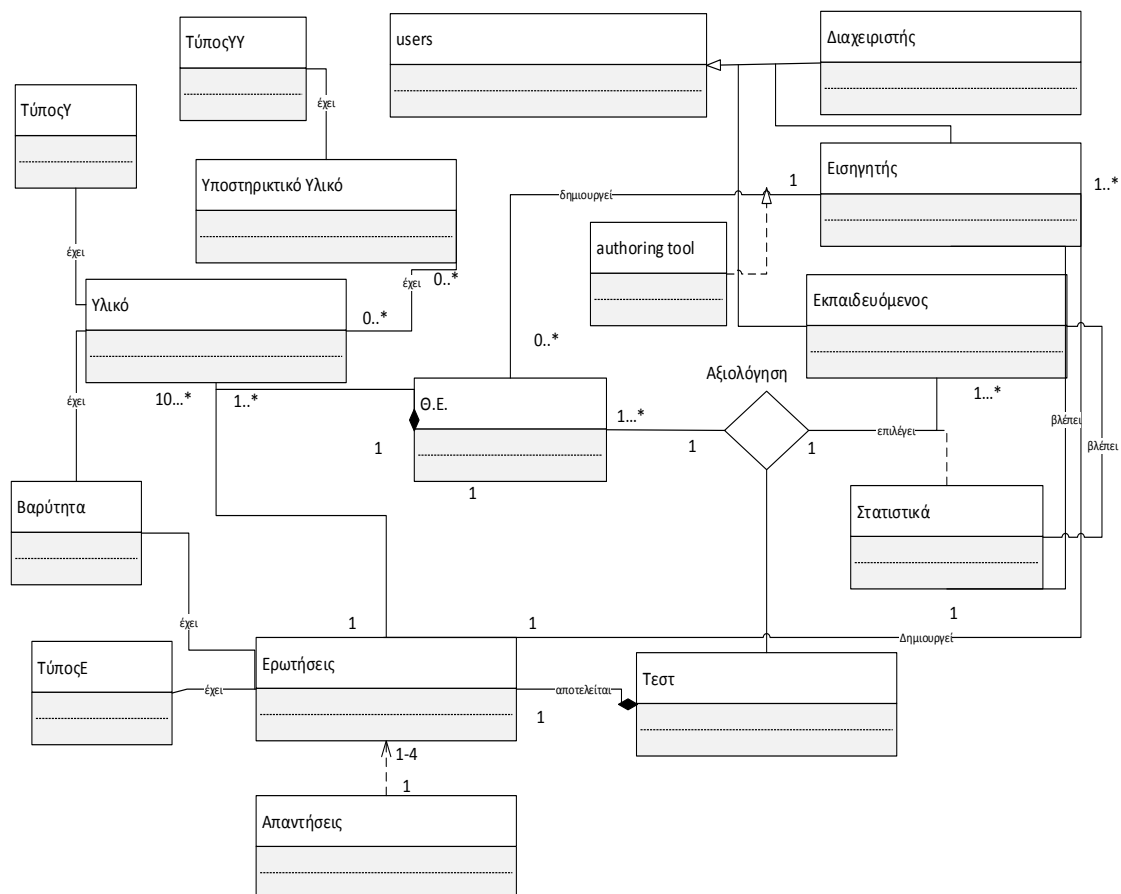 ΤύποςΥΥ
users
Διαχειριστής
έχει
ΤύποςΥ
Υποστηρικτικό Υλικό
Εισηγητής
δημιουργεί
1
1..*
authoring tool
έχει
έχει
0..*
Υλικό
0..*
Εκπαιδευόμενος
0..*
Αξιολόγηση
10...*
1..*
Θ.Ε.
1...*
1...*
έχει
1
1
1
επιλέγει
βλέπει
βλέπει
1
Βαρύτητα
Στατιστικά
έχει
1
1
1
Δημιουργεί
ΤύποςΕ
Ερωτήσεις
Τεστ
έχει
αποτελείται
1
1-4
1
Απαντήσεις